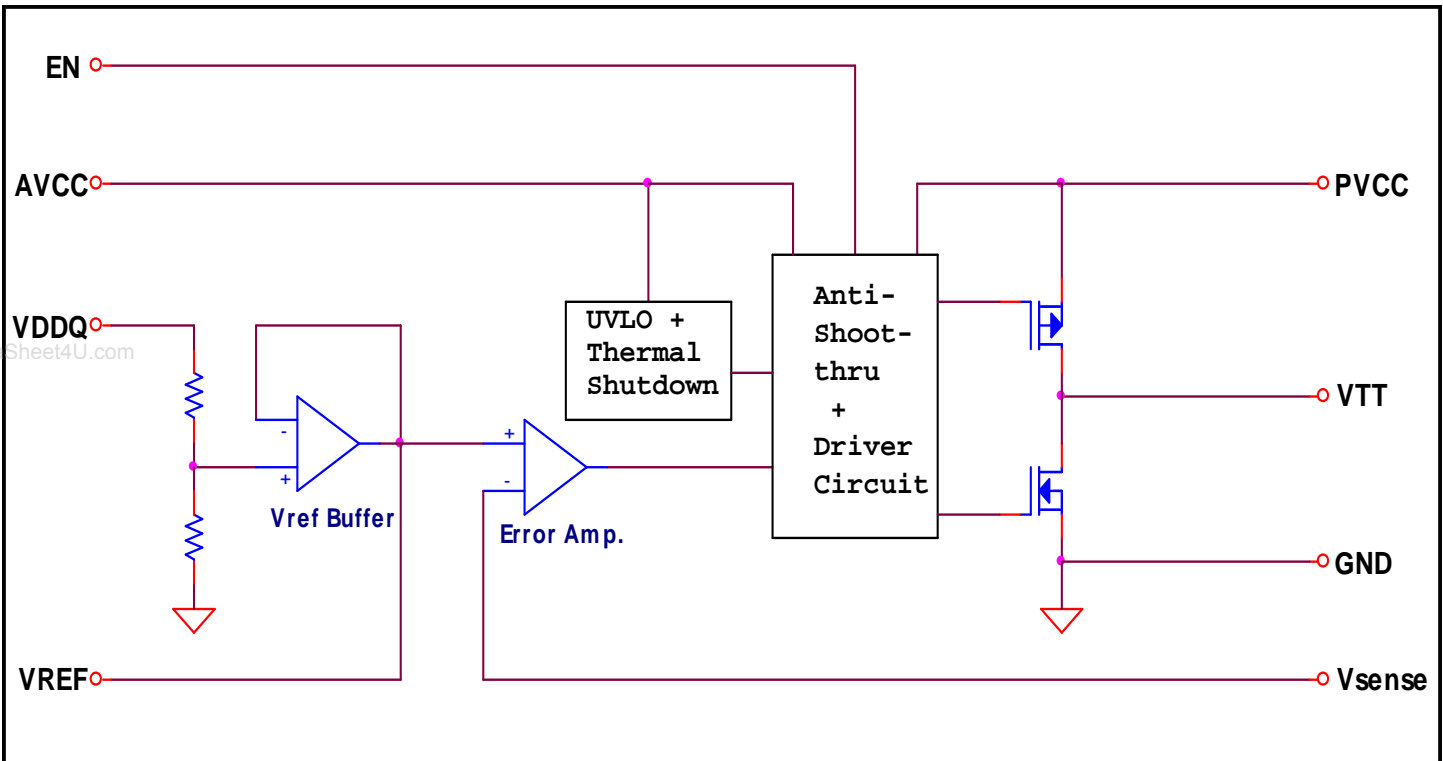 EN
AVCC
PVCC
Anti-
Shoot-
thru
+
Driver
Circuit
UVLO +
Thermal
Shutdown
VDDQ
Sheet4U.com
VTT
-
+
Vref Buffer
+
-
Error Amp.
GND
VREF
Vsense